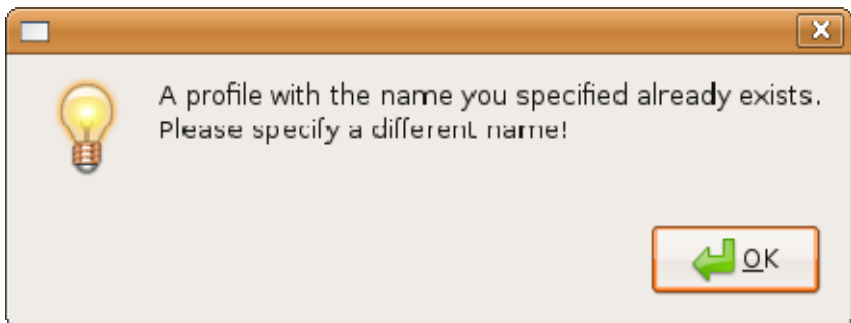 A profile with the name you specified already exists.
Please specify a different name!
OK